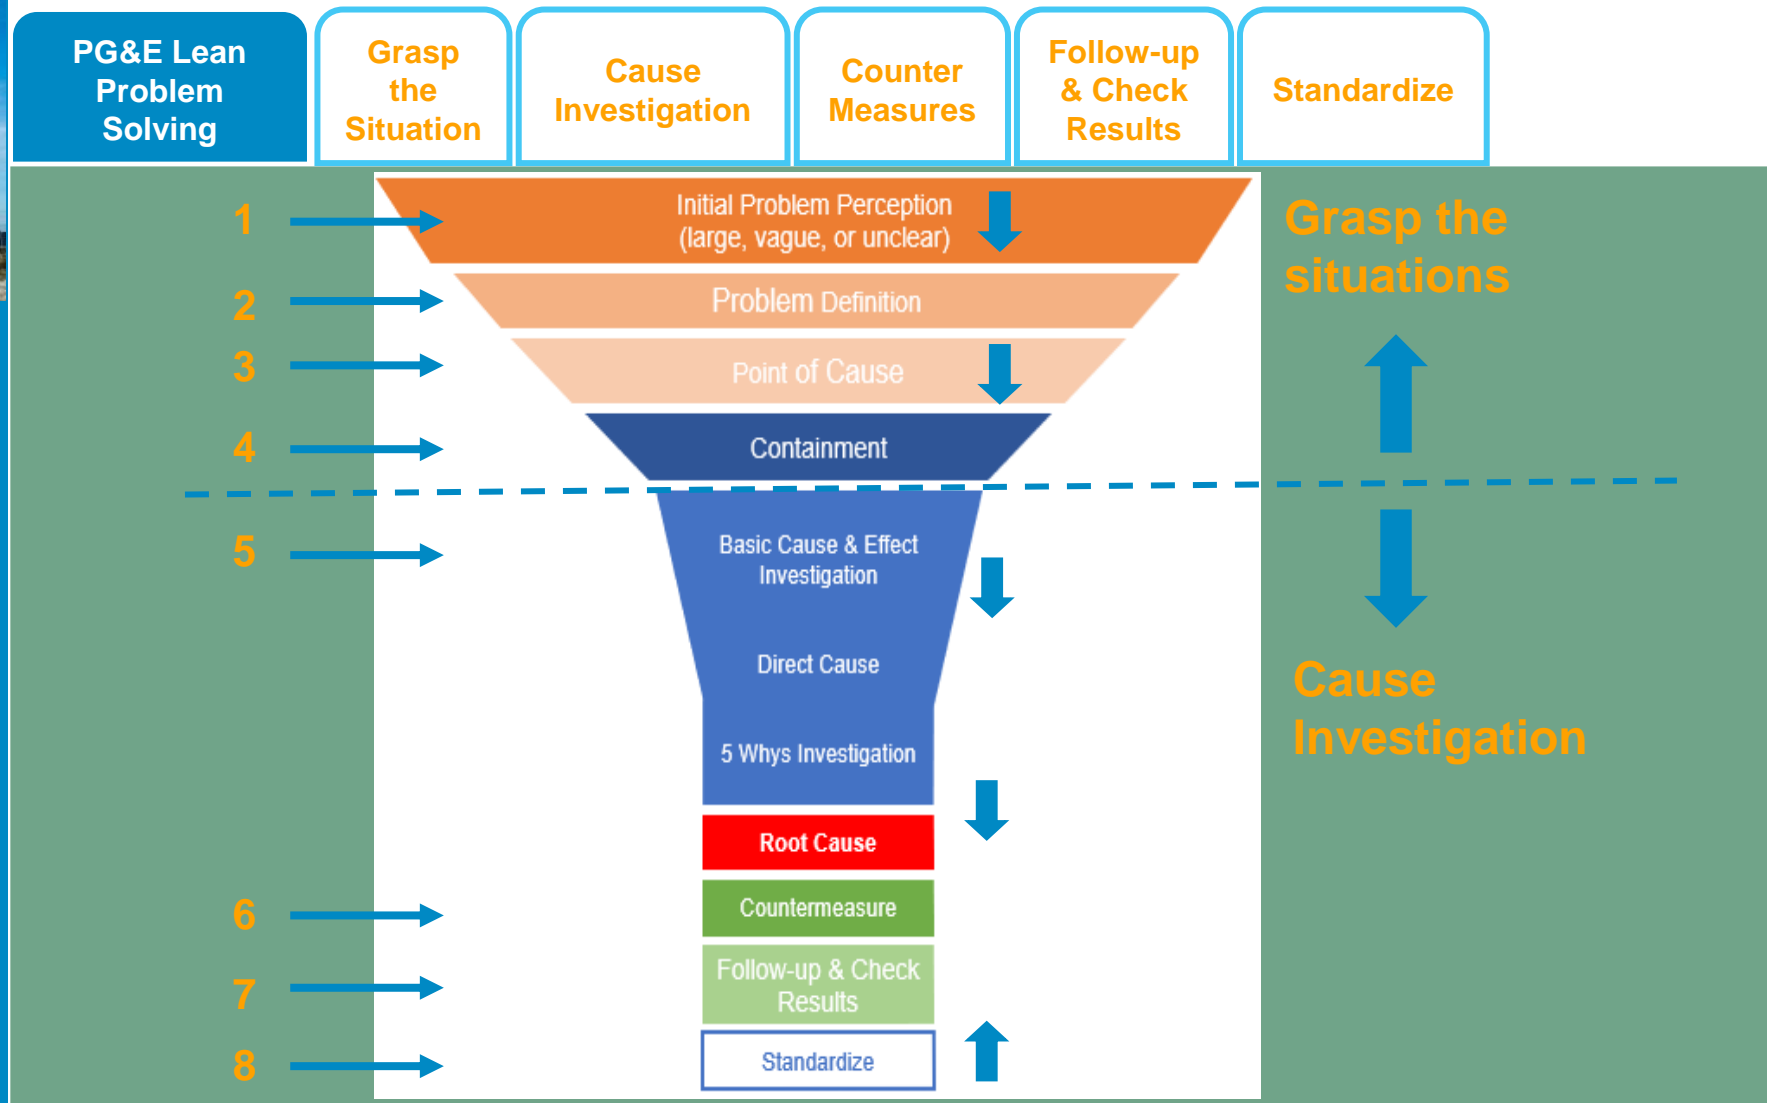 PG&E Lean
Problem
Solving
Grasp
the
Situation
Cause
Investigation
Counter
Measures
Follow-up
& Check
Results
Standardize
1
Initial Problem Perception
(large, vague, or unclear)
Grasp the
situations
2
Problem Definition
3
Point of Cause
4
Containment
5
Basic Cause & Effect
Investigation
Direct Cause
Cause
Investigation
5 Whys Investigation
Root Cause
6
Countermeasure
7
Follow-up & Check
Results
8
Standardize